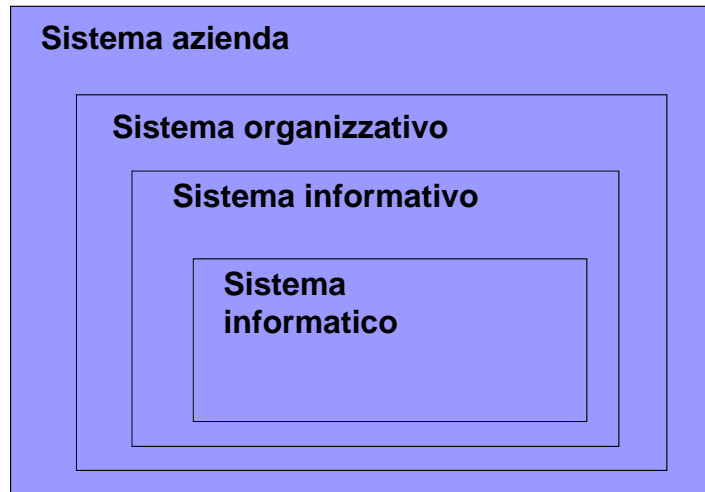 Sistema azienda
Sistema organizzativo
Sistema informativo
Sistema
informatico